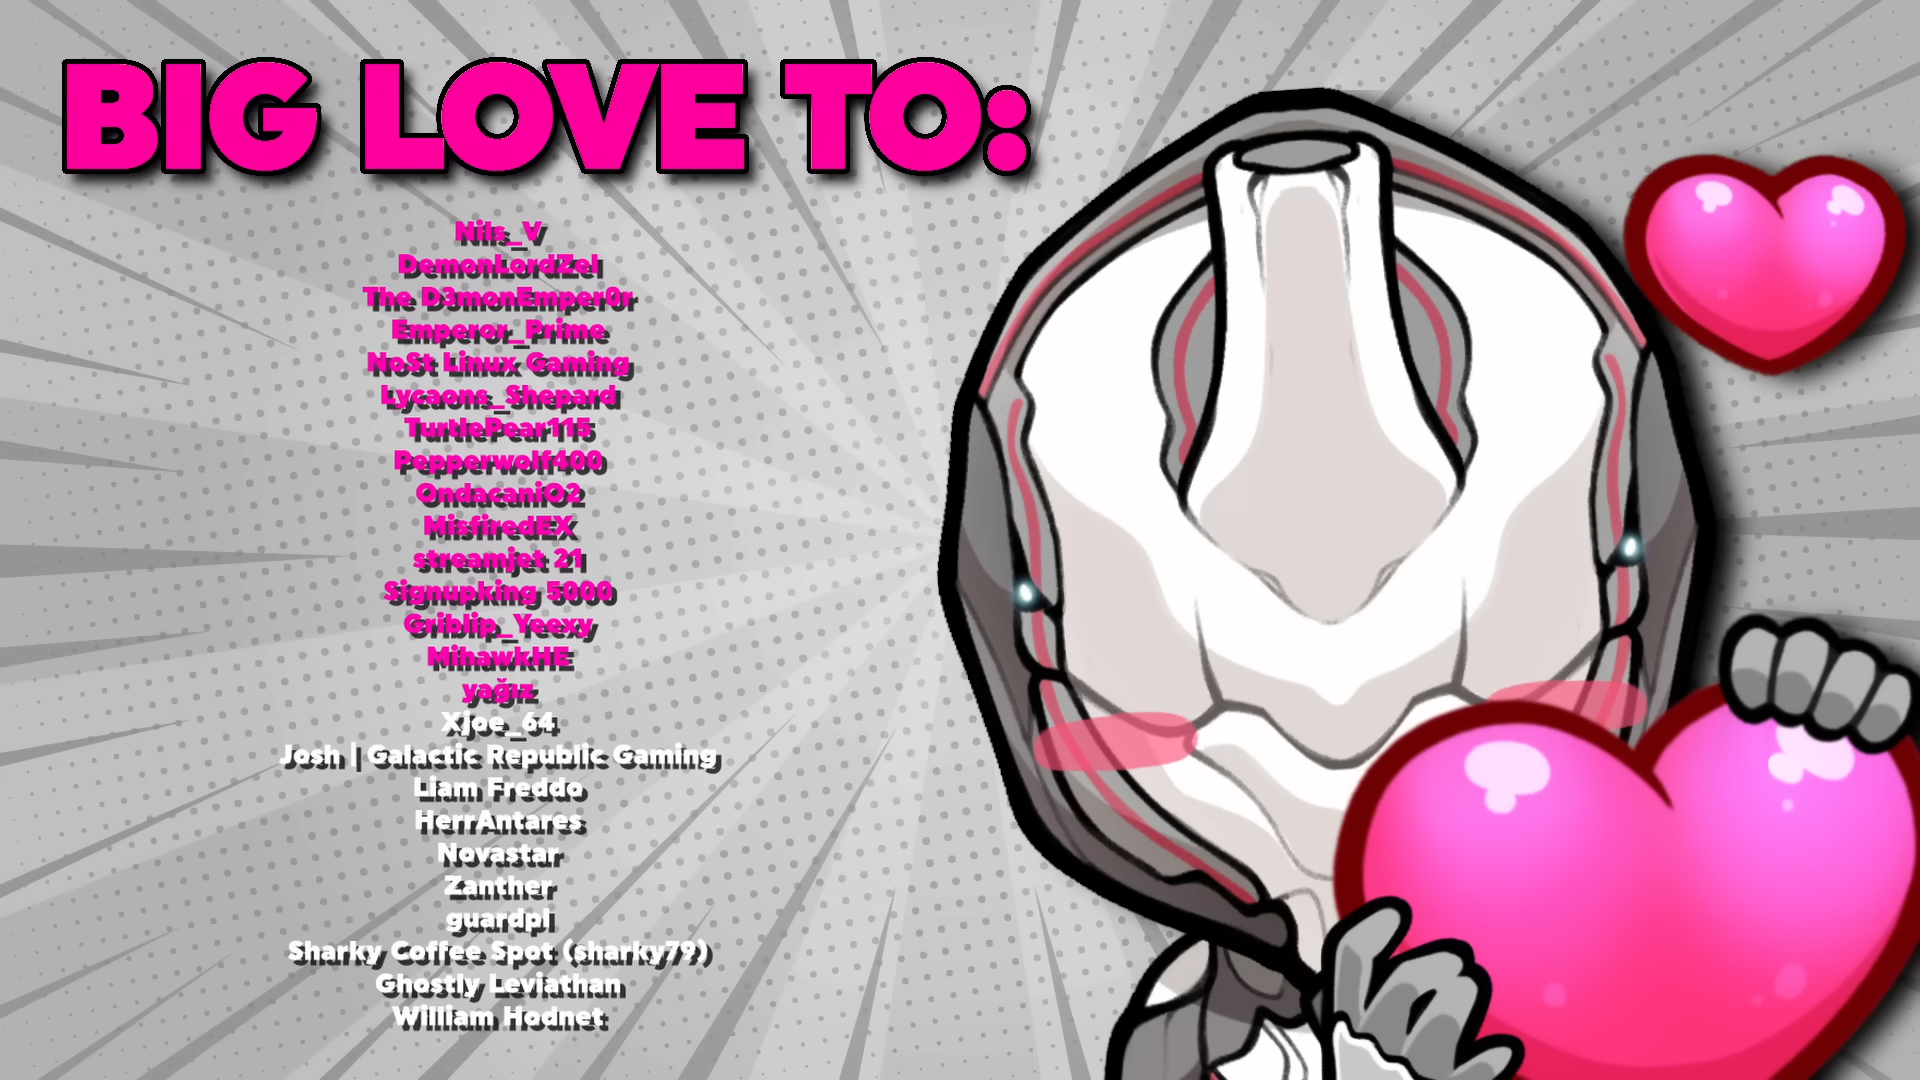 BIG LOVE TO:
Nils_V
DemonLordZel
The D3monEmper0r
Emperor_Prime
NoSt Linux Gaming
Lycaons_Shepard
TurtlePear115
Pepperwolf400
OndacaniO2
MisfiredEX
streamjet 21
Signupking 5000
Griblip_Yeexy
MihawkHE
yağız
Xjoe_64
Josh | Galactic Republic Gaming
Liam Freddo
HerrAntares
Novastar
Zanther
guardpl
Sharky Coffee Spot (sharky79)
Ghostly Leviathan
William Hodnet